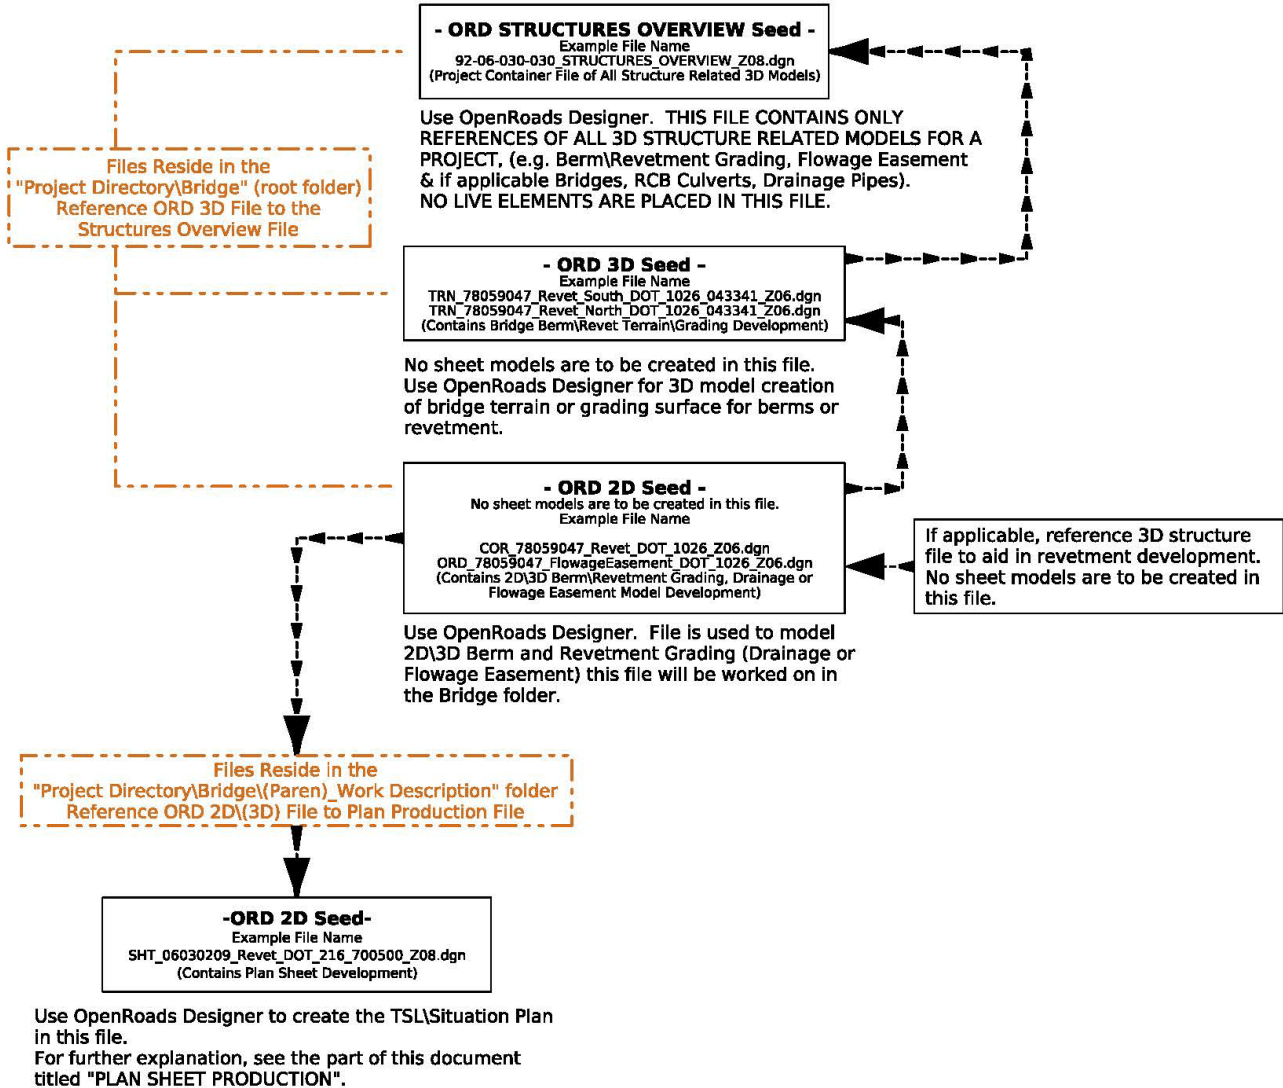 - ORD STRUCTURES OVERVIEW Seed -
Example File Name
92-06-030-030_STRUCTURES_OVERVIEW_Z08.dgn
(Project Container File of All Structure Related 3D Models)
Use OpenRoads Designer.  THIS FILE CONTAINS ONLY
REFERENCES OF ALL 3D STRUCTURE RELATED MODELS FOR A
PROJECT, (e.g. Berm\Revetment Grading, Flowage Easement
& if applicable Bridges, RCB Culverts, Drainage Pipes).
NO LIVE ELEMENTS ARE PLACED IN THIS FILE.
Files Reside in the
"Project Directory\Bridge" (root folder)
Reference ORD 3D File to the
Structures Overview File
- ORD 3D Seed -
Example File Name
TRN_78059047_Revet_South_DOT_1026_043341_Z06.dgn
TRN_78059047_Revet_North_DOT_1026_043341_Z06.dgn
(Contains Bridge Berm\Revet Terrain\Grading Development)
No sheet models are to be created in this file.
Use OpenRoads Designer for 3D model creation
of bridge terrain or grading surface for berms or
revetment.
- ORD 2D Seed -
No sheet models are to be created in this file.
Example File Name
COR_78059047_Revet_DOT_1026_Z06.dgn
ORD_78059047_FlowageEasement_DOT_1026_Z06.dgn
(Contains 2D\3D Berm\Revetment Grading, Drainage or
Flowage Easement Model Development)
If applicable, reference 3D structure
file to aid in revetment development.
No sheet models are to be created in
this file.
Use OpenRoads Designer.  File is used to model
2D\3D Berm and Revetment Grading (Drainage or
Flowage Easement) this file will be worked on in
the Bridge folder.
Files Reside in the
"Project Directory\Bridge\(Paren)_Work Description" folder
Reference ORD 2D\(3D) File to Plan Production File
-ORD 2D Seed-
Example File Name
SHT_06030209_Revet_DOT_216_700500_Z08.dgn
(Contains Plan Sheet Development)
Use OpenRoads Designer to create the TSL\Situation Plan
in this file.
For further explanation, see the part of this document
titled "PLAN SHEET PRODUCTION".